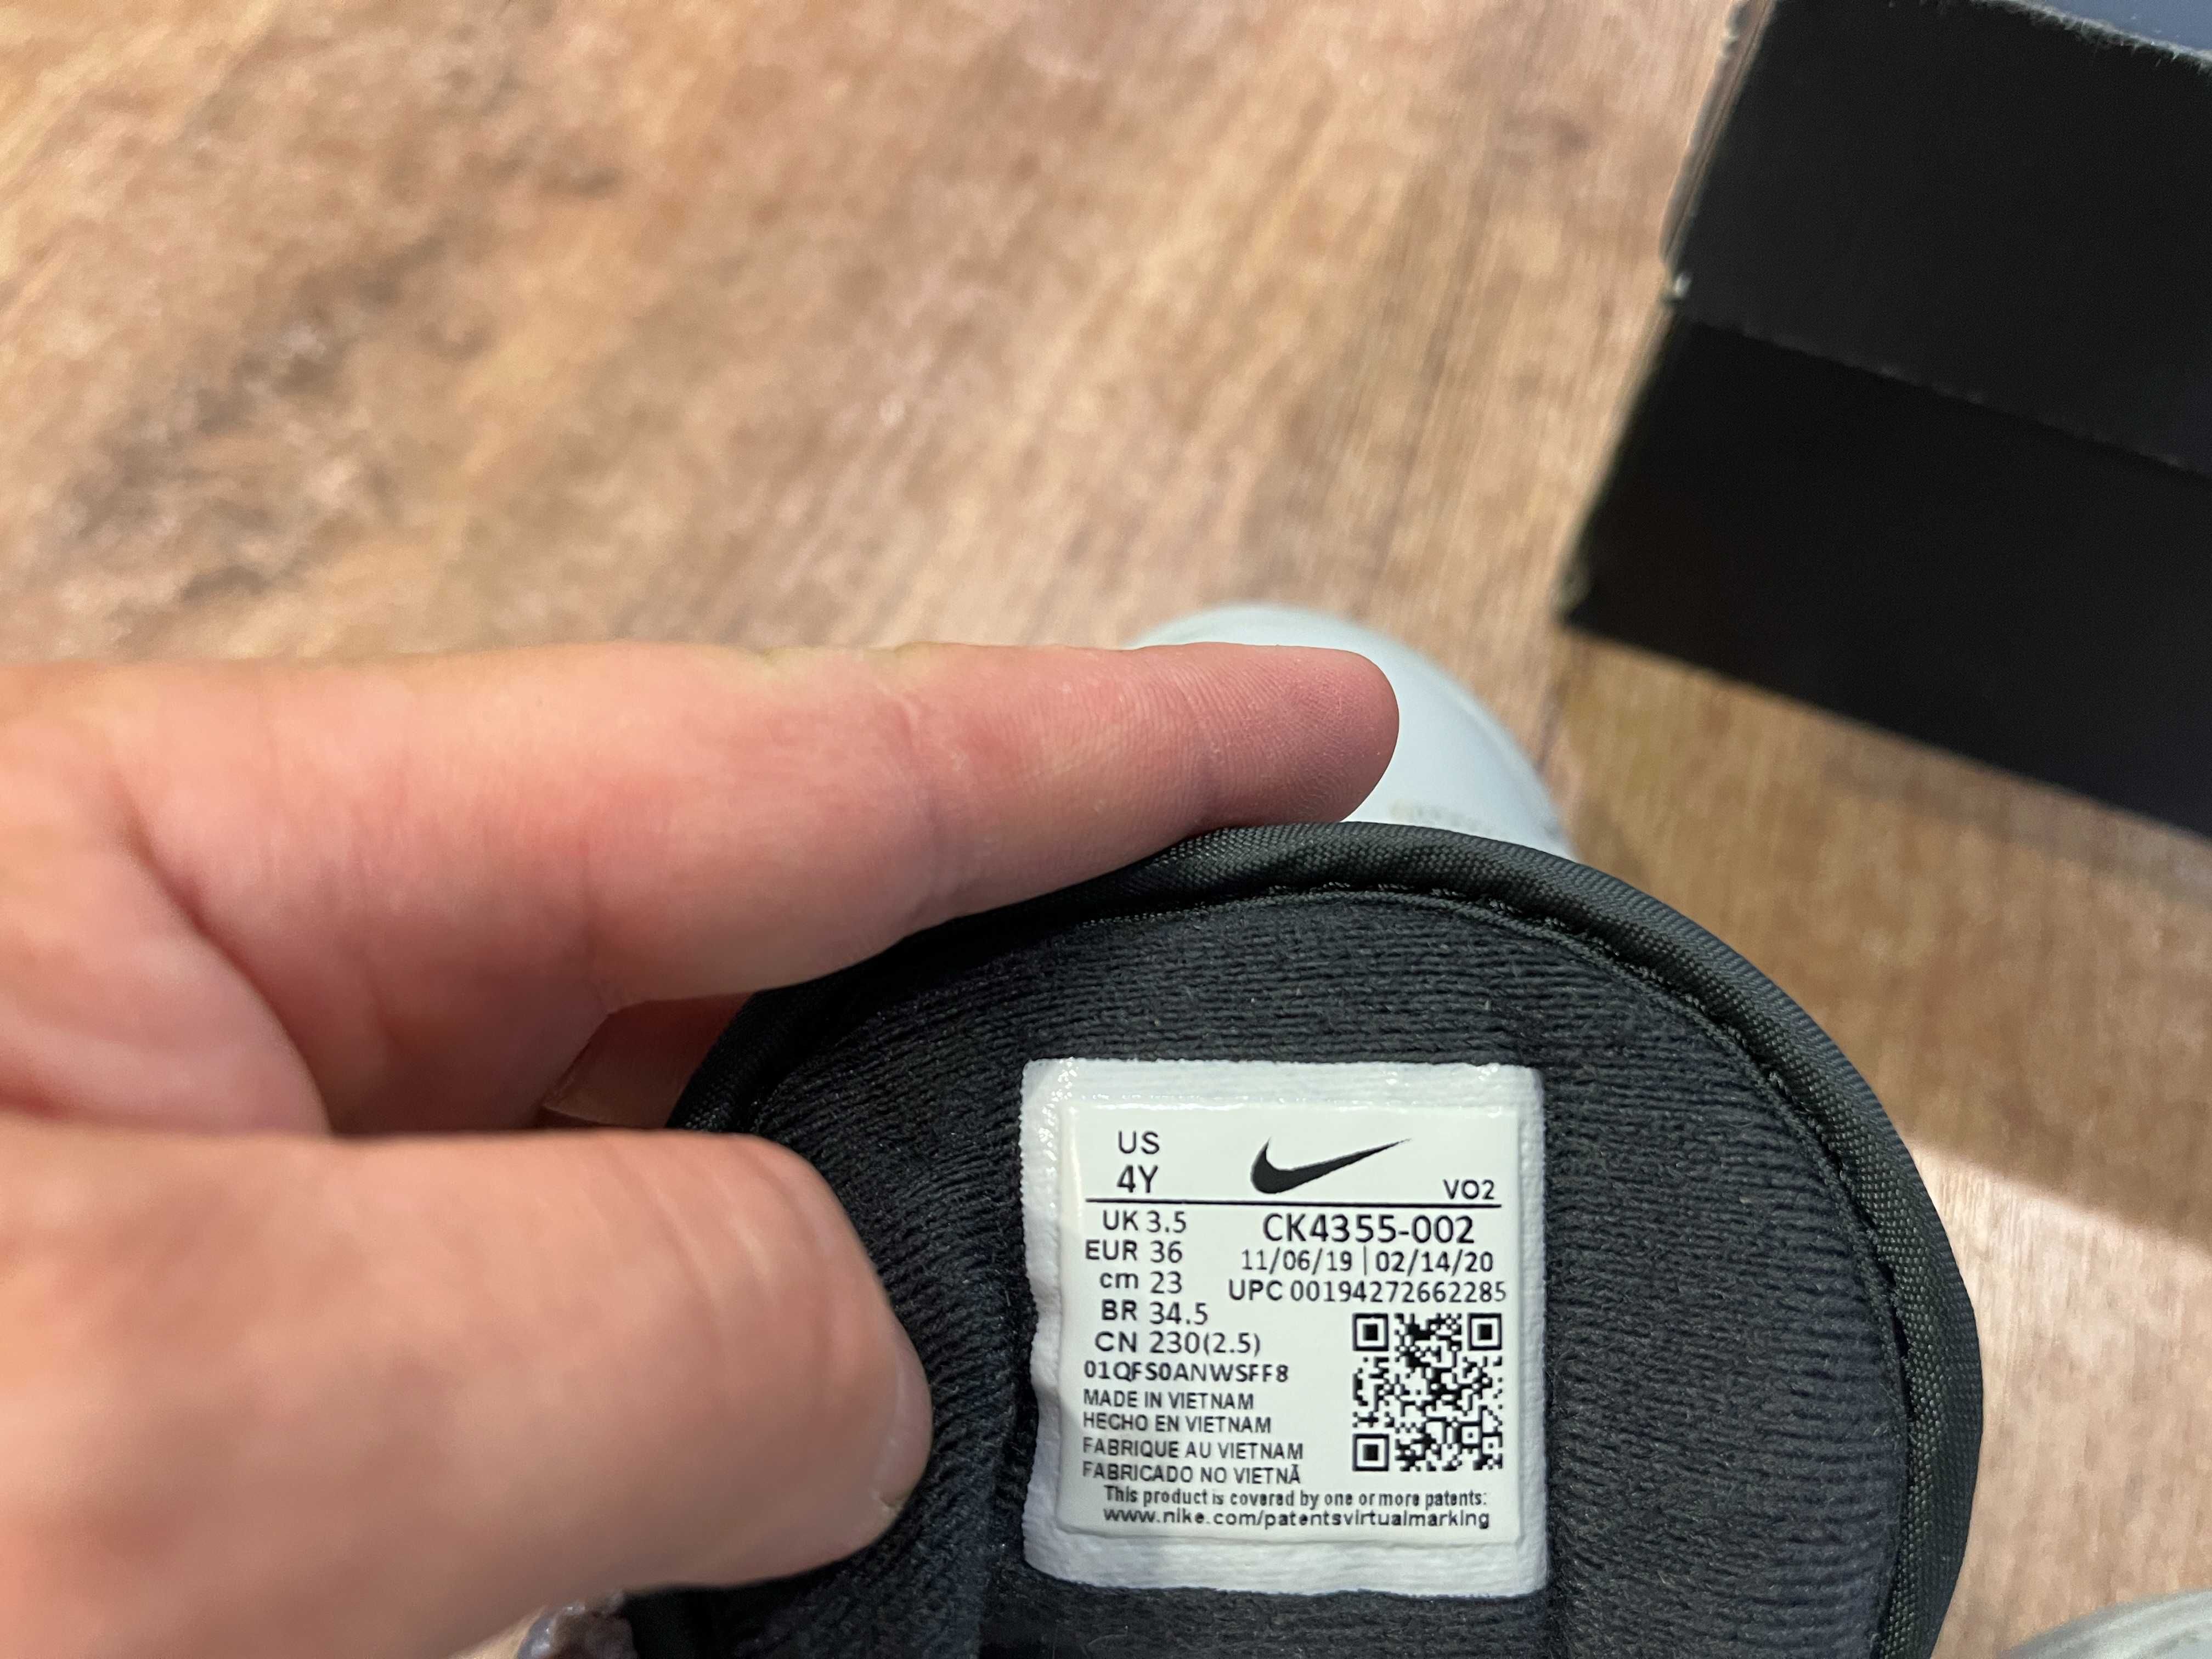 US
4Y
VO2
UK 3.5
EUR 36
cm 23
BR 34.5
CN 230(2.5)
CK4355-002
11/06/19 | 02/14/20
UPC 00194272662285
01QFS0ANWSFF8
MADE IN VIETNAM
HECHO EN VIETNAM
FABRIQUE AU VIETNAM
FABRICADO NO VIETNÃ
This product is covered by one or more patents:
www.nike.com/patentsvirtualmarking